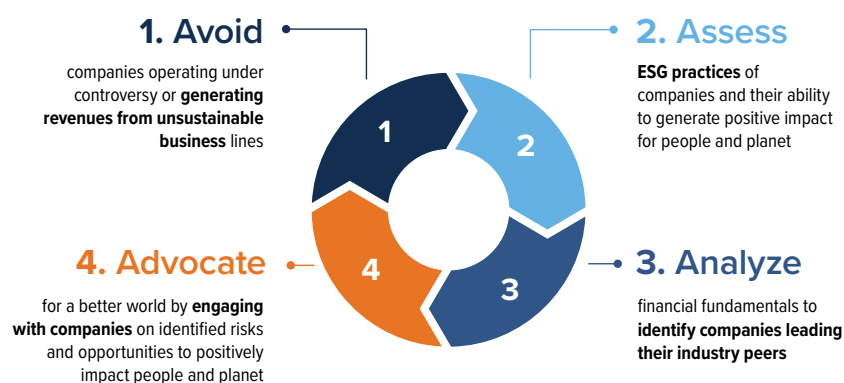 1. Avoid
companies operating under
controversy or generating
revenues from unsustainable
business lines
2. Assess
ESG practices of
companies and their ability
to generate positive impact
for people and planet
1
2
4
3
4. Advocate
for a better world by engaging
with companies on identified risks
and opportunities to positively
impact people and planet
3. Analyze
financial fundamentals to
identify companies leading
their industry peers